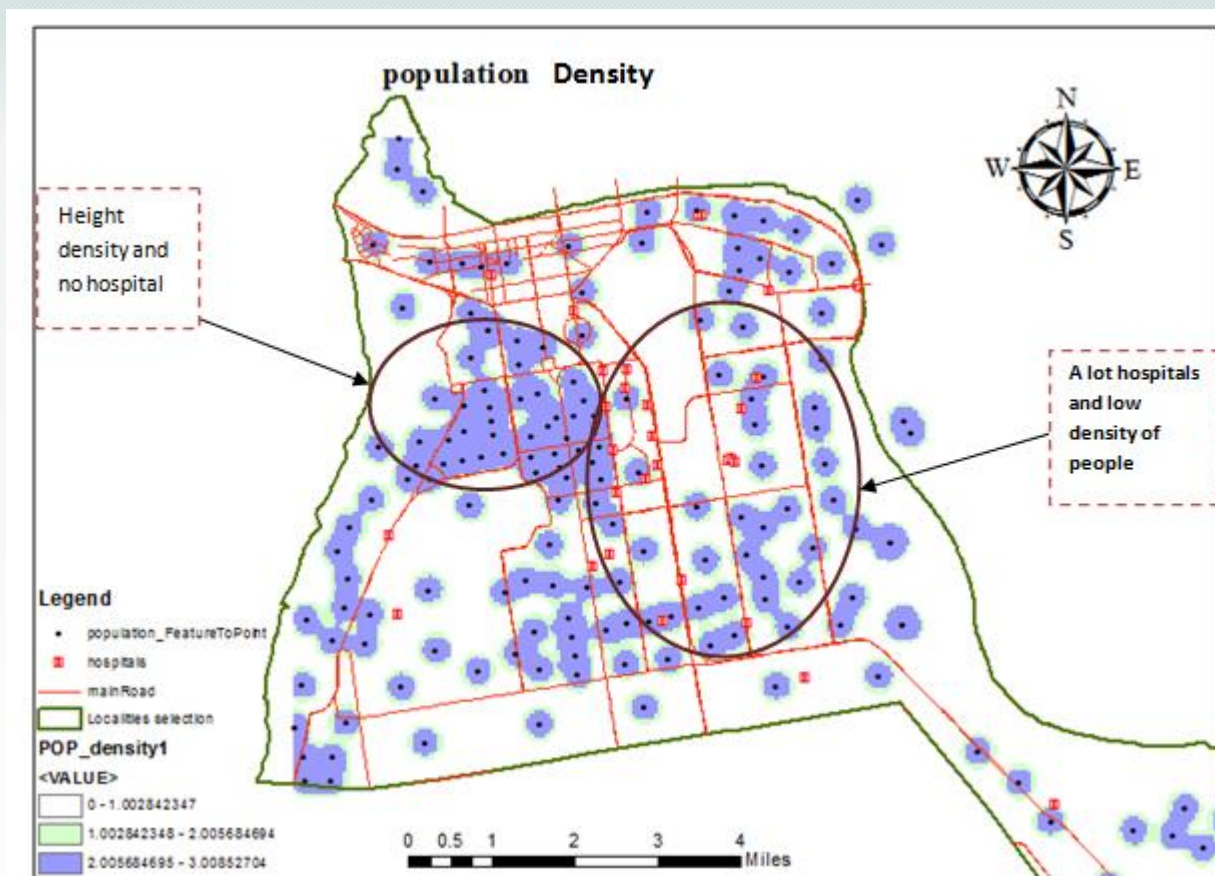 population Density
N
W E
S
Height
density and
no hospital
A lot hospitals
and low
density of
people
Legend
population_FeatureToPoint
hospitals
mainRoad
Localities selection
POP_density1
<VALUE>
0 - 1.002842347
1.002842348 - 2.005684694
2.005684695 - 3.00852704
0 0.5 1 2 3 4
Miles